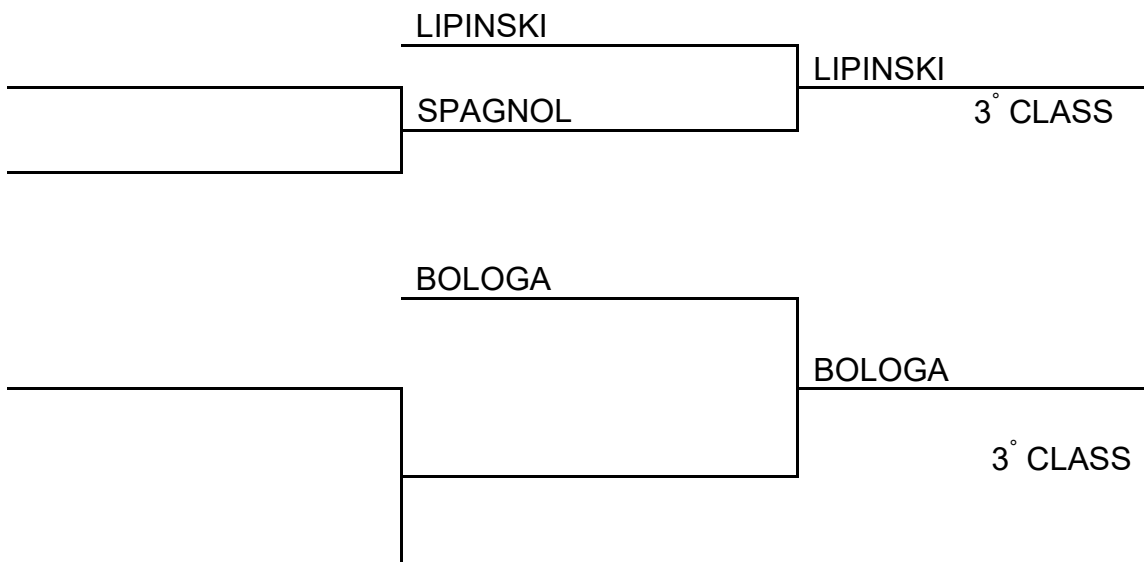 LIPINSKI
LIPINSKI
SPAGNOL
3° CLASS
BOLOGA
BOLOGA
3° CLASS